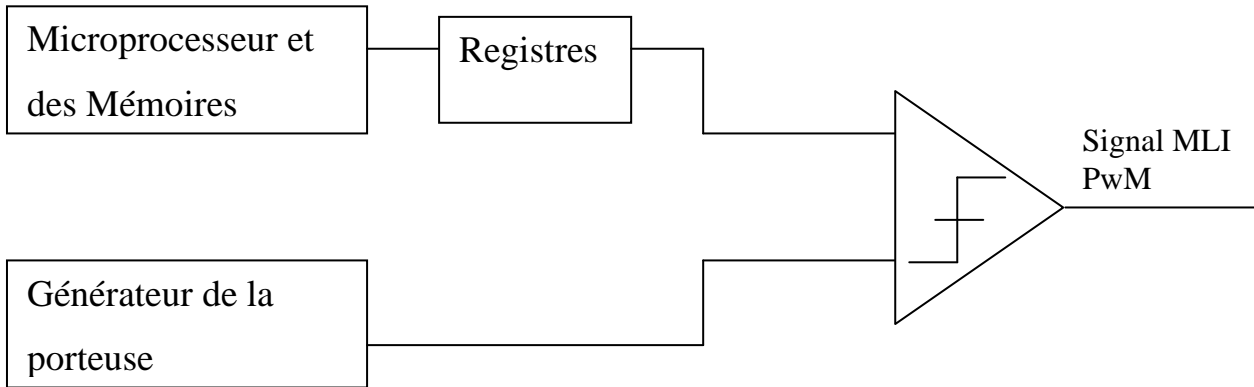 Microprocesseur et
des Mémoires
Registres
Signal MLI
PwM
Générateur de la
porteuse